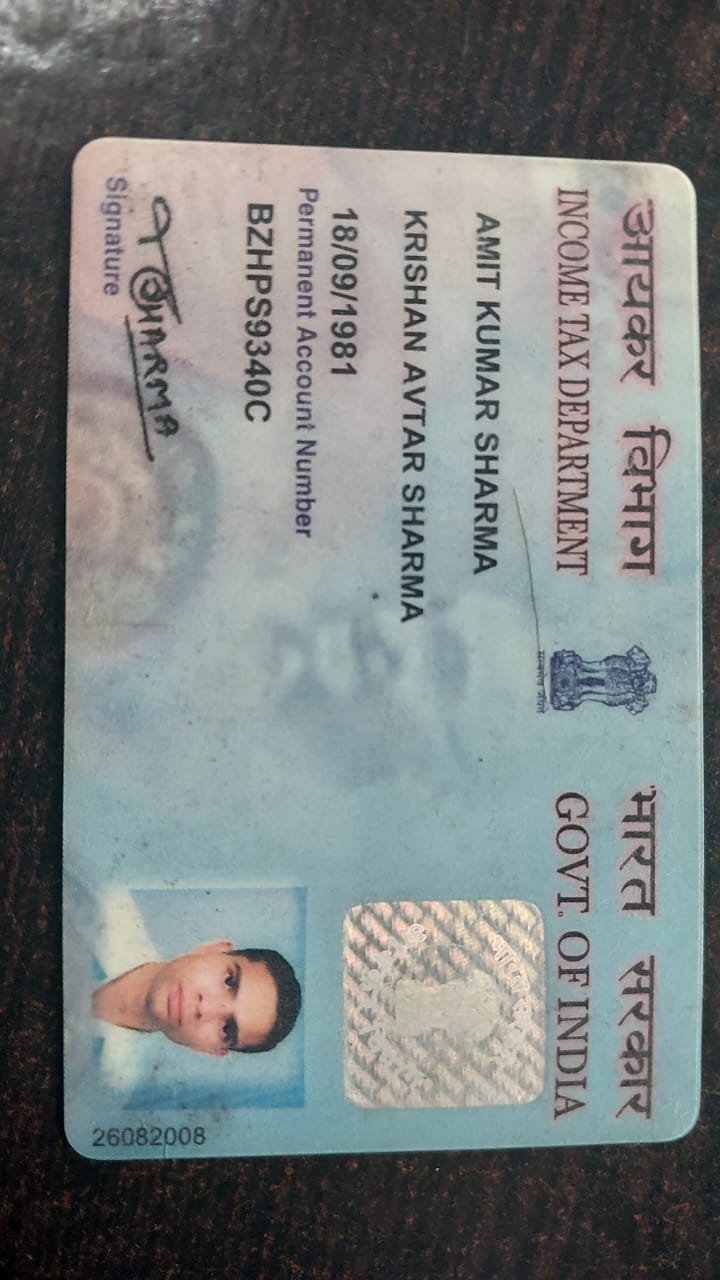 आयकर विभाग
INCOME TAX DEPARTMENT
सत्यमेव जयते
भारत सरकार
GOVT. OF INDIA
AMIT KUMAR SHARMA
KRISHAN AVTAR SHARMA
18/09/1981
Permanent Account Number
BZHPS9340C
SHARMA
Signature
26082008